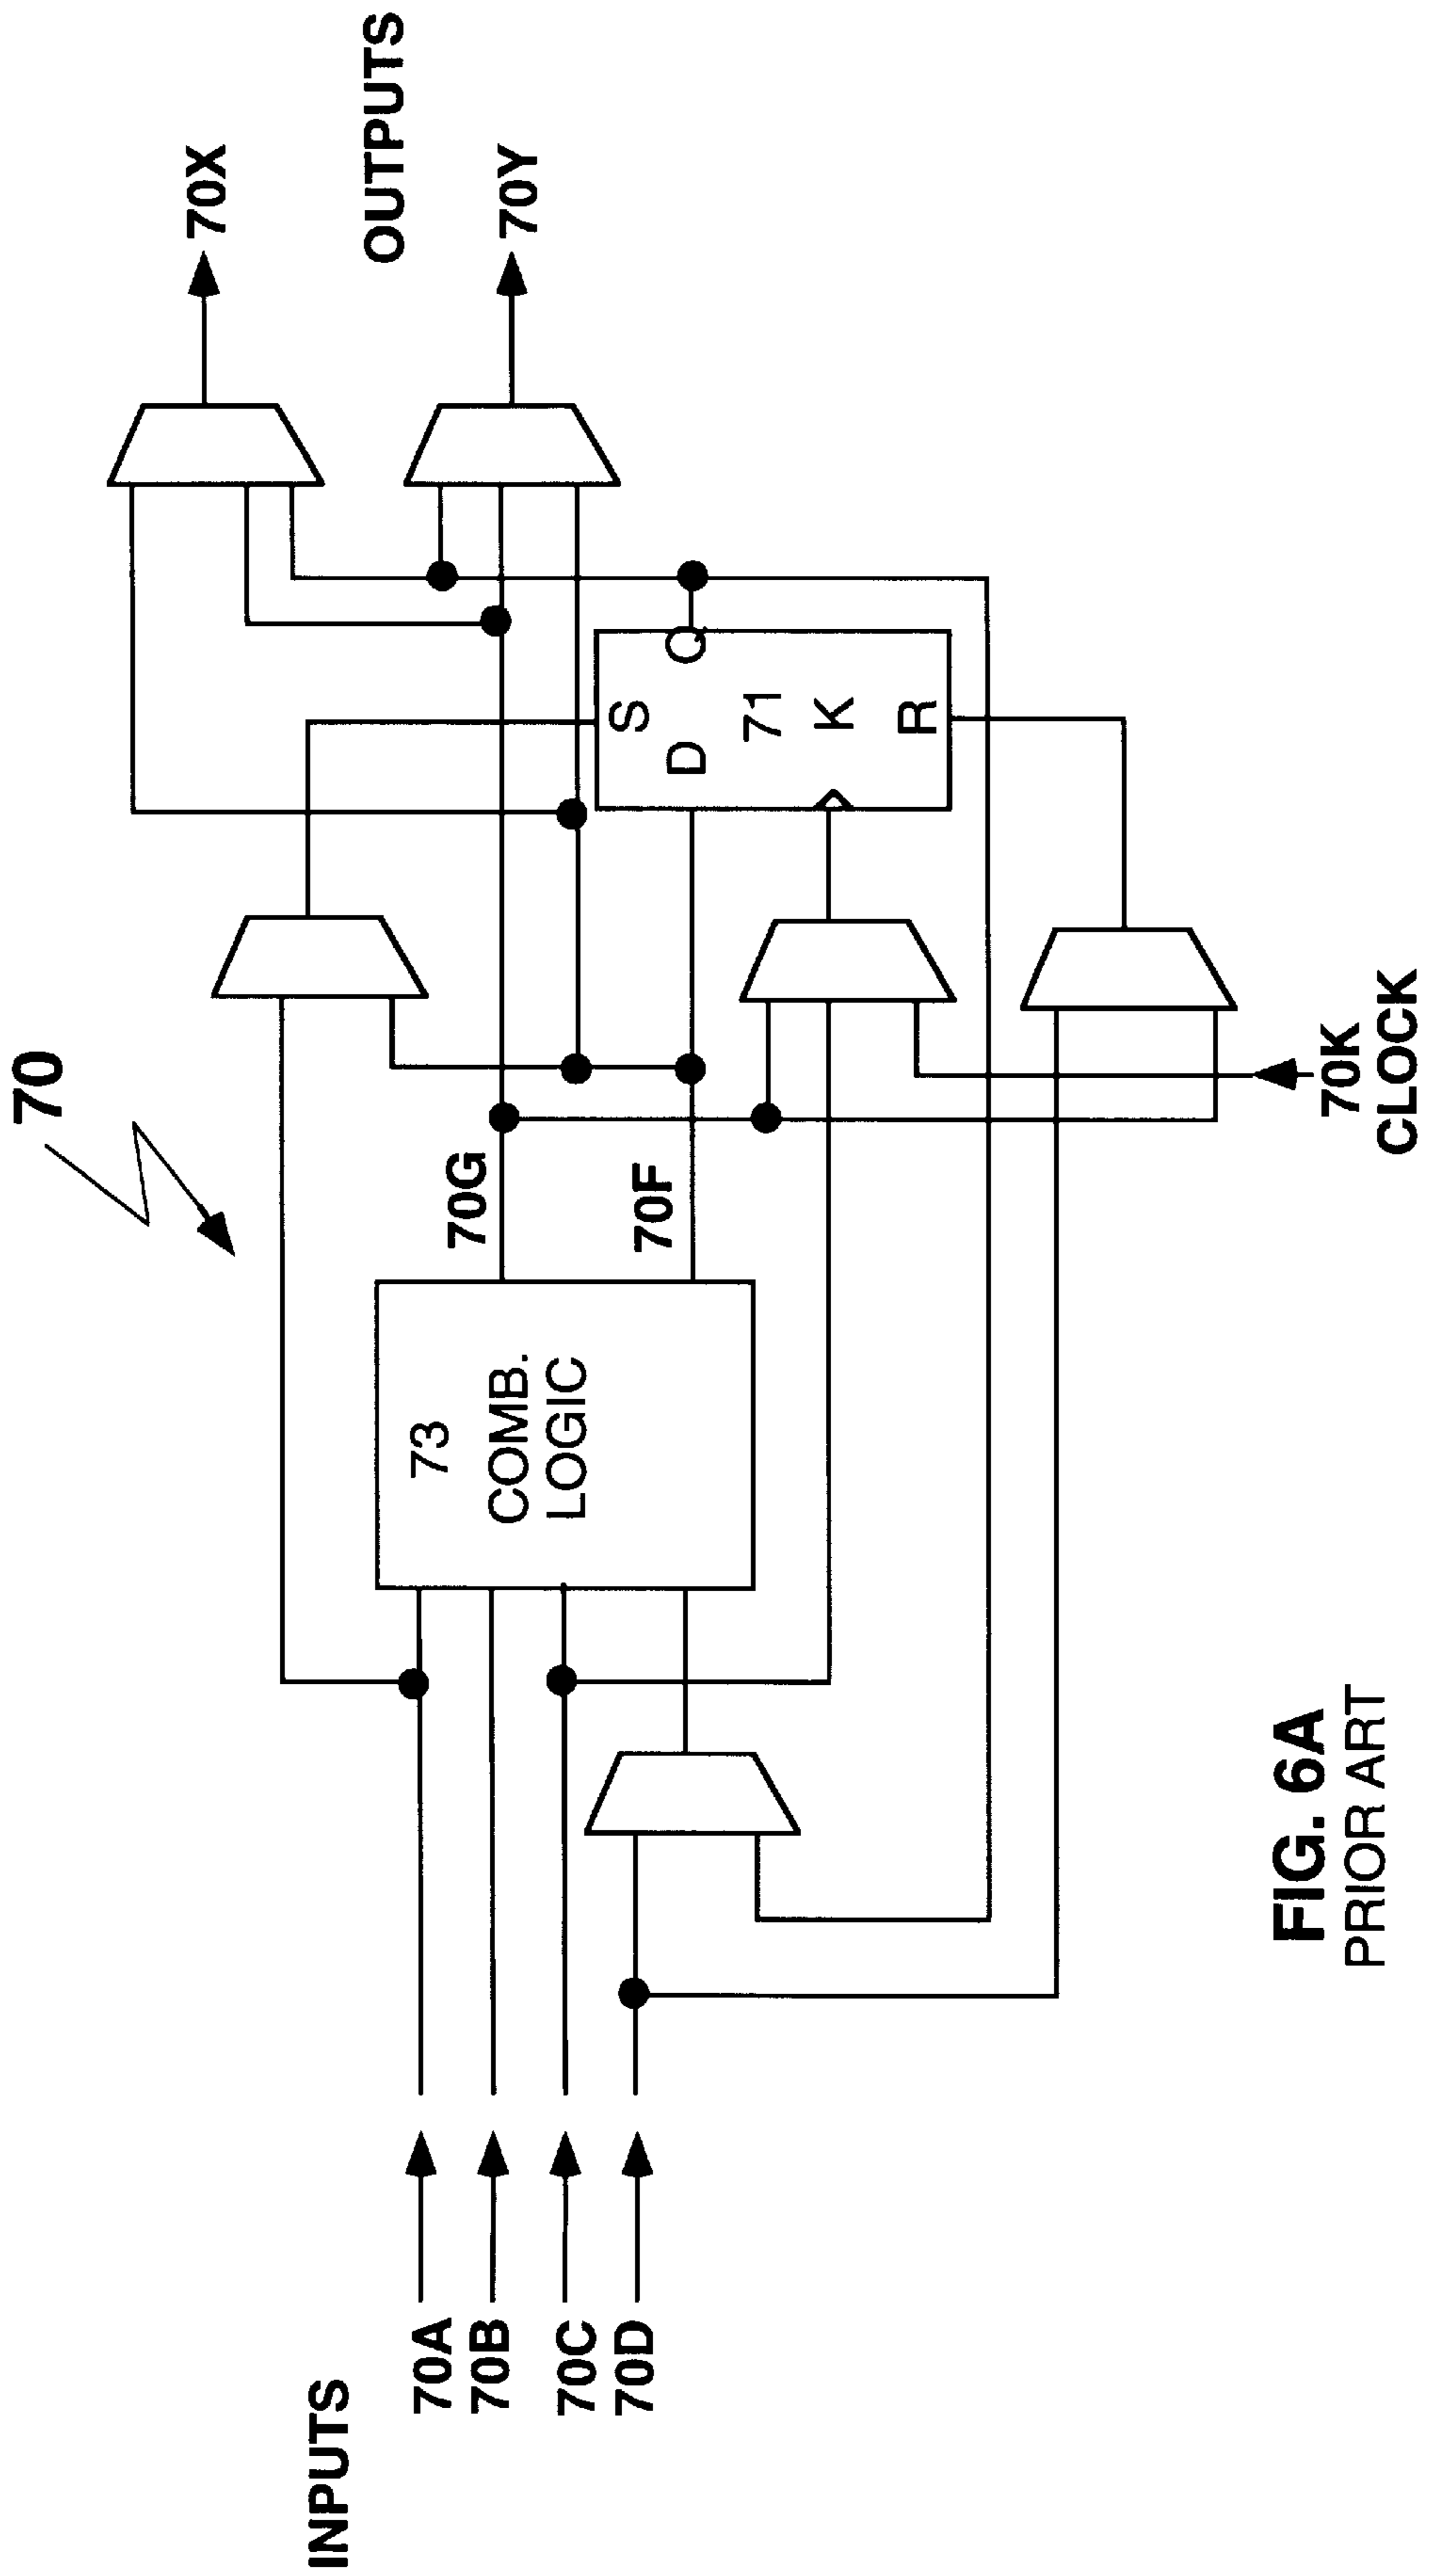 70
INPUTS
70A
70B
70C
70D
73
COMB.
LOGIC
70G
70F
S
D
Q
71
K
R
70X
OUTPUTS
70Y
70K
CLOCK
FIG. 6A
PRIOR ART